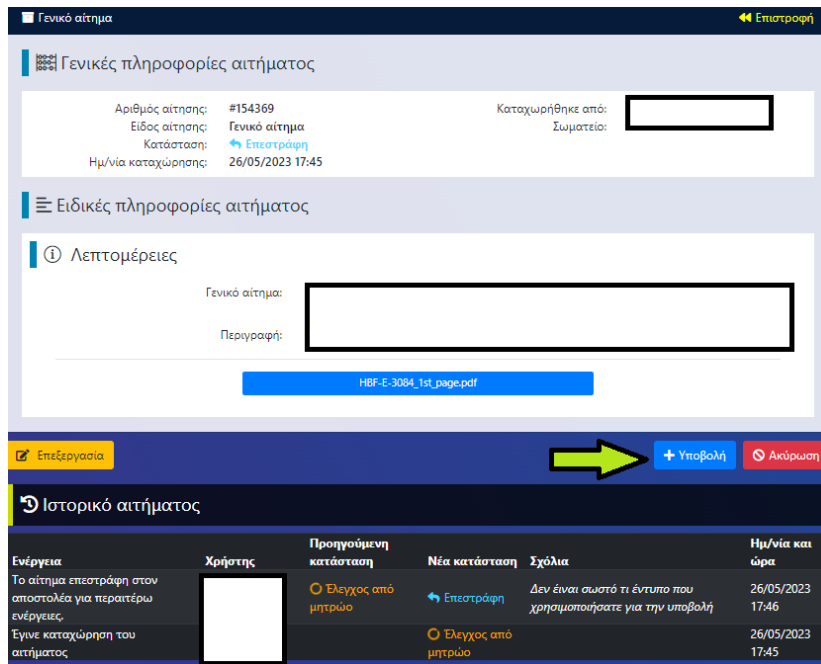 Γενικό αίτημα
Επιστροφή
Γενικές πληροφορίες αιτήματος
Αριθμός αίτησης: #154369
Καταχωρήθηκε από:
Είδος αίτησης: Γενικό αίτημα
Σωματείο:
Κατάσταση: Επεστράφη
Ημ/νία καταχώρησης: 26/05/2023 17:45
Ειδικές πληροφορίες αιτήματος
Λεπτομέρειες
Γενικό αίτημα:
Περιγραφή:
HBF-E-3084_1st_page.pdf
Επεξεργασία
Υποβολή
Ακύρωση
Ιστορικό αιτήματος
Ενέργεια Χρήστης Προηγούμενη κατάσταση Νέα κατάσταση Σχόλια Ημ/νία και ώρα
Το αίτημα επεστράφη στον
αποστολέα για περαιτέρω
ενέργειες.
Έλεγχος από
μητρώο
Επεστράφη
Δεν έιναι σωστό τι έντυπο που
χρησιμοποιήσατε για την υποβολή
26/05/2023
17:46
Έγινε καταχώρηση του
αιτήματος
Έλεγχος από
μητρώο
26/05/2023
17:45